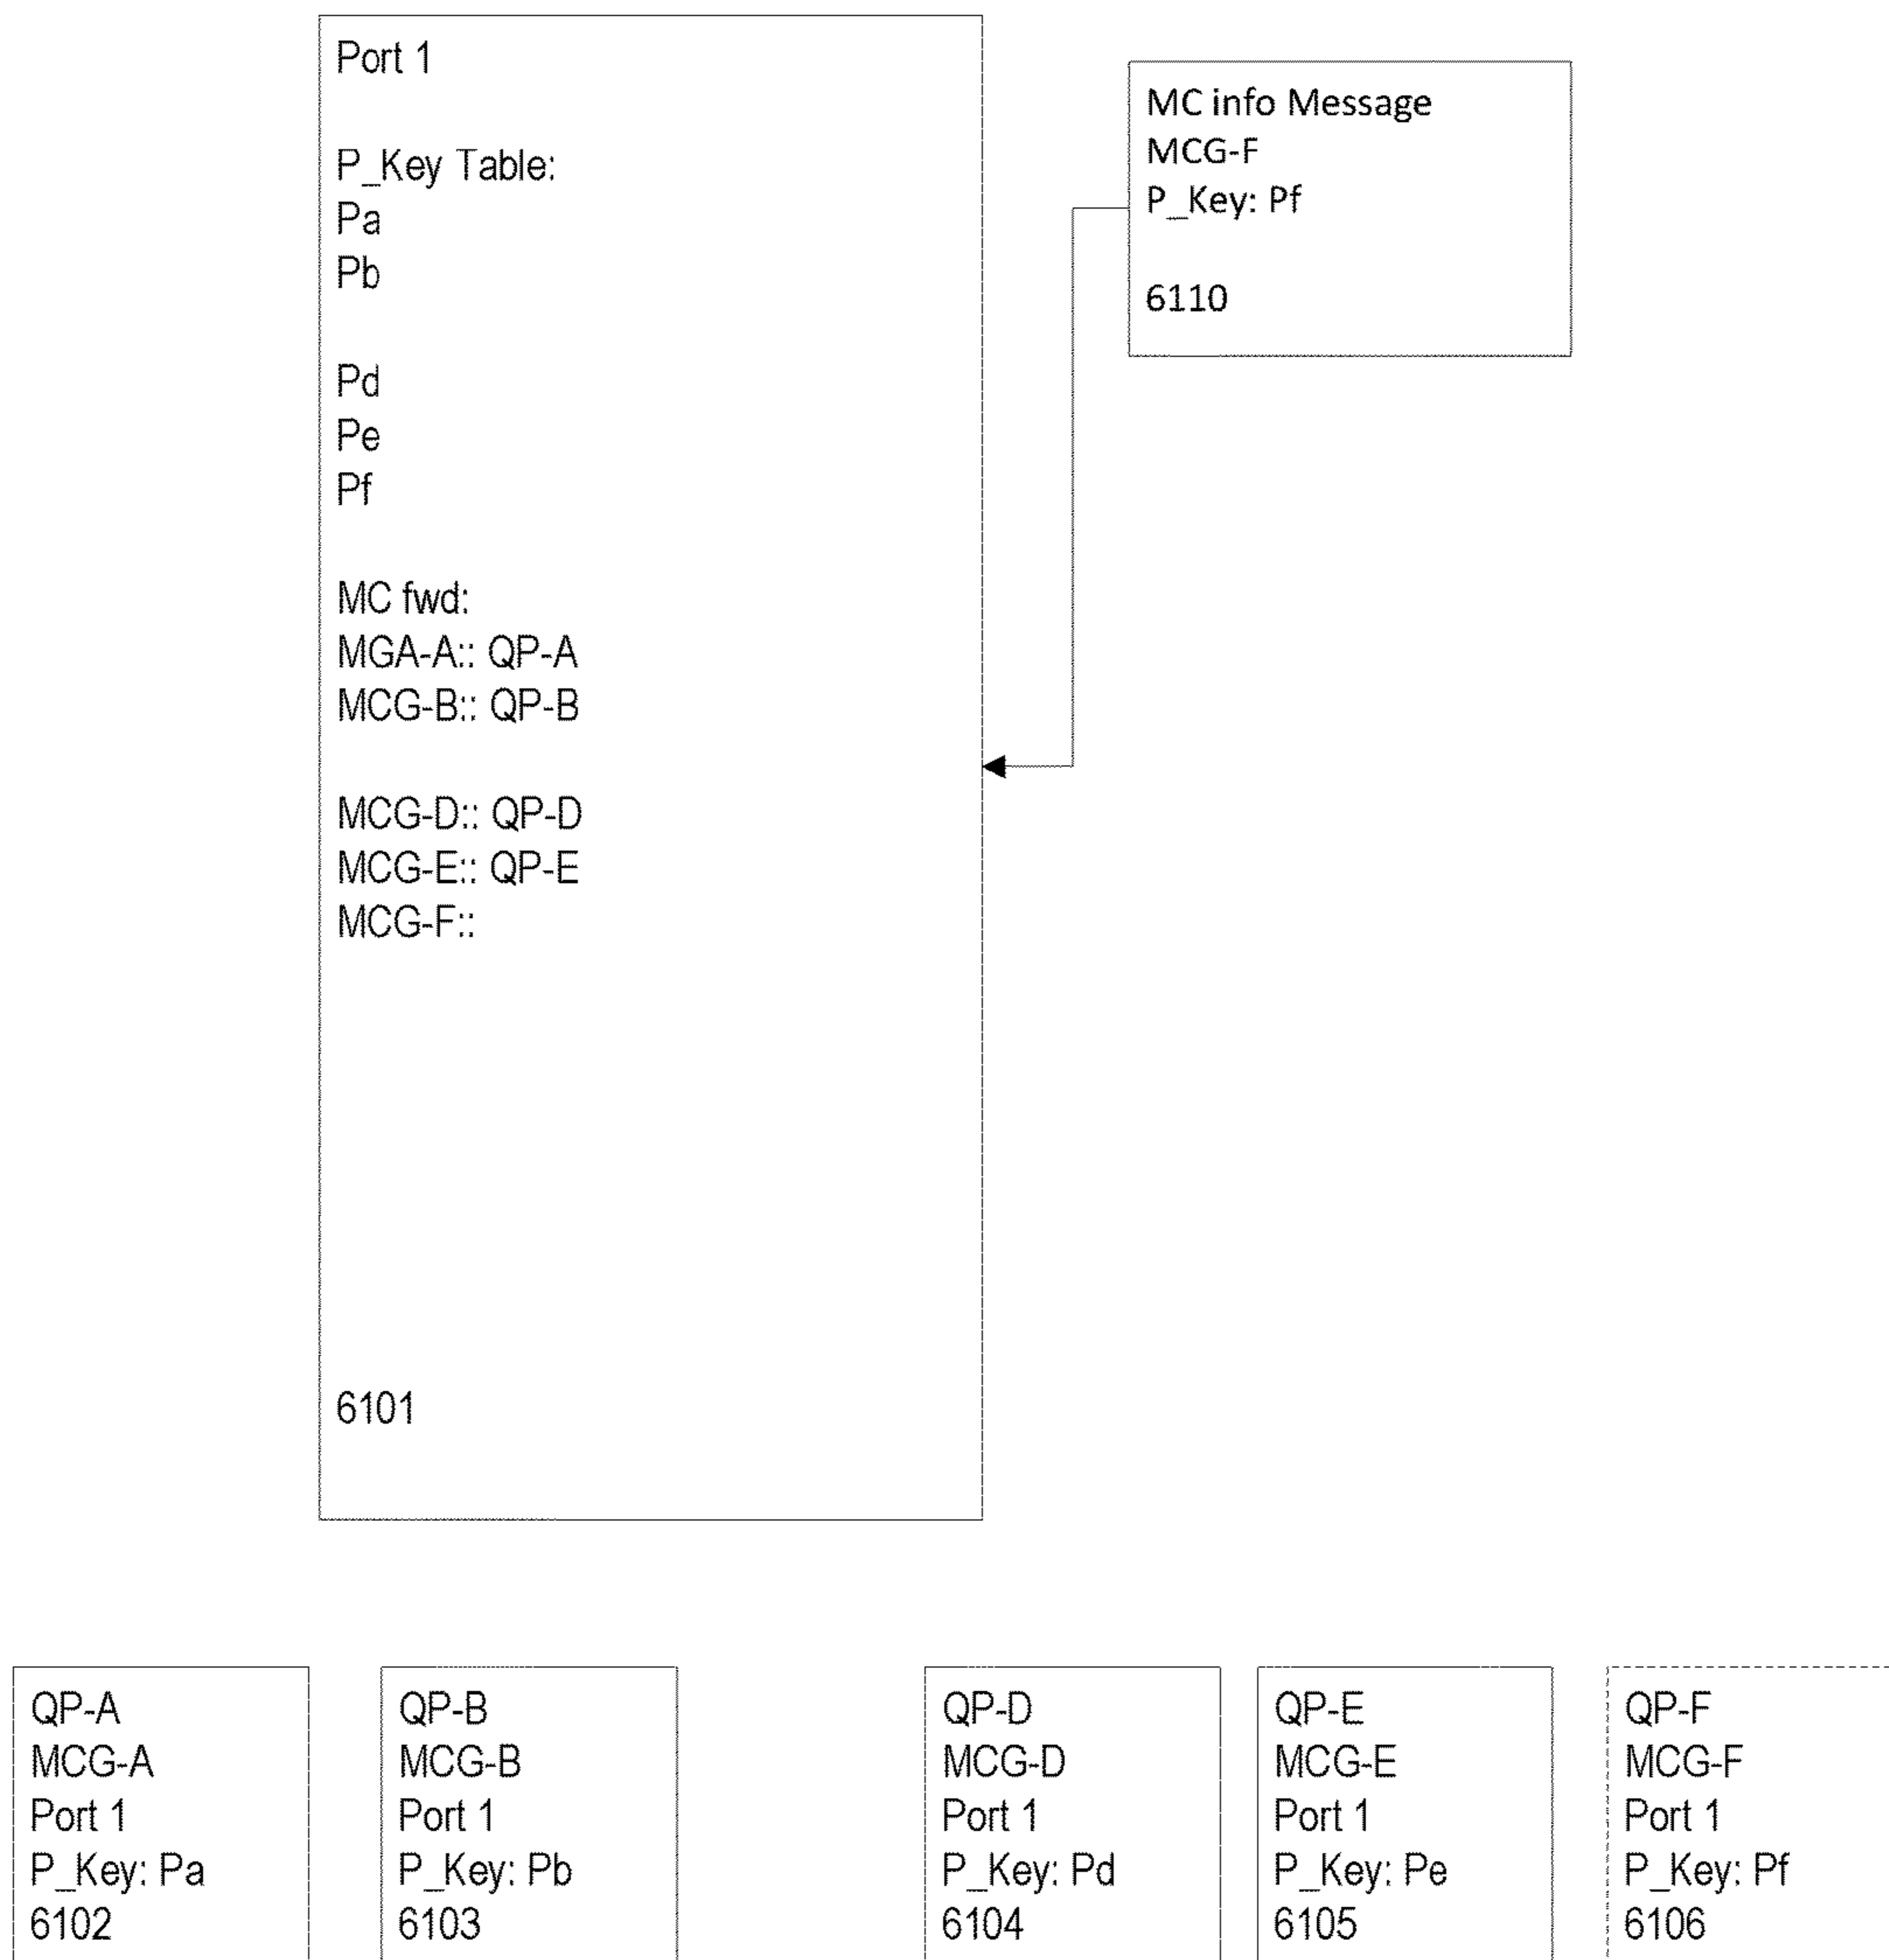 Port 1
P_Key Table:
Pa
Pb
Pd
Pe
Pf
MC fwd:
MGA-A:: QP-A
MCG-B:: QP-B
MCG-D:: QP-D
MCG-E:: QP-E
MCG-F::
6101
MC info Message
MCG-F
P_Key: Pf
6110
QP-A
MCG-A
Port 1
P_Key: Pa
6102
QP-B
MCG-B
Port 1
P_Key: Pb
6103
QP-D
MCG-D
Port 1
P_Key: Pd
6104
QP-E
MCG-E
Port 1
P_Key: Pe
6105
QP-F
MCG-F
Port 1
P_Key: Pf
6106